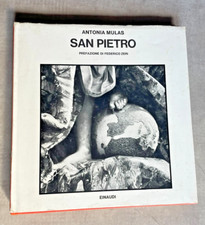 ANTONIA MULAS
SAN PIETRO
PREFAZIONE DI FEDERICO ZERI
EINAUDI